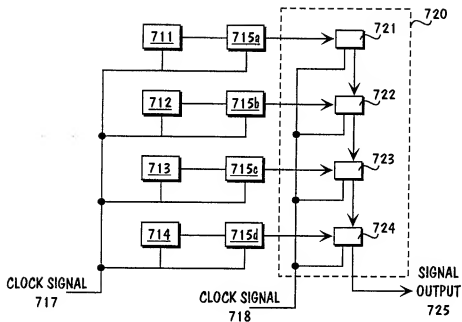 720
711 715a 721
712 715b 722
713 715c 723
714 715d 724
CLOCK SIGNAL
717
CLOCK SIGNAL
718
SIGNAL
OUTPUT
725